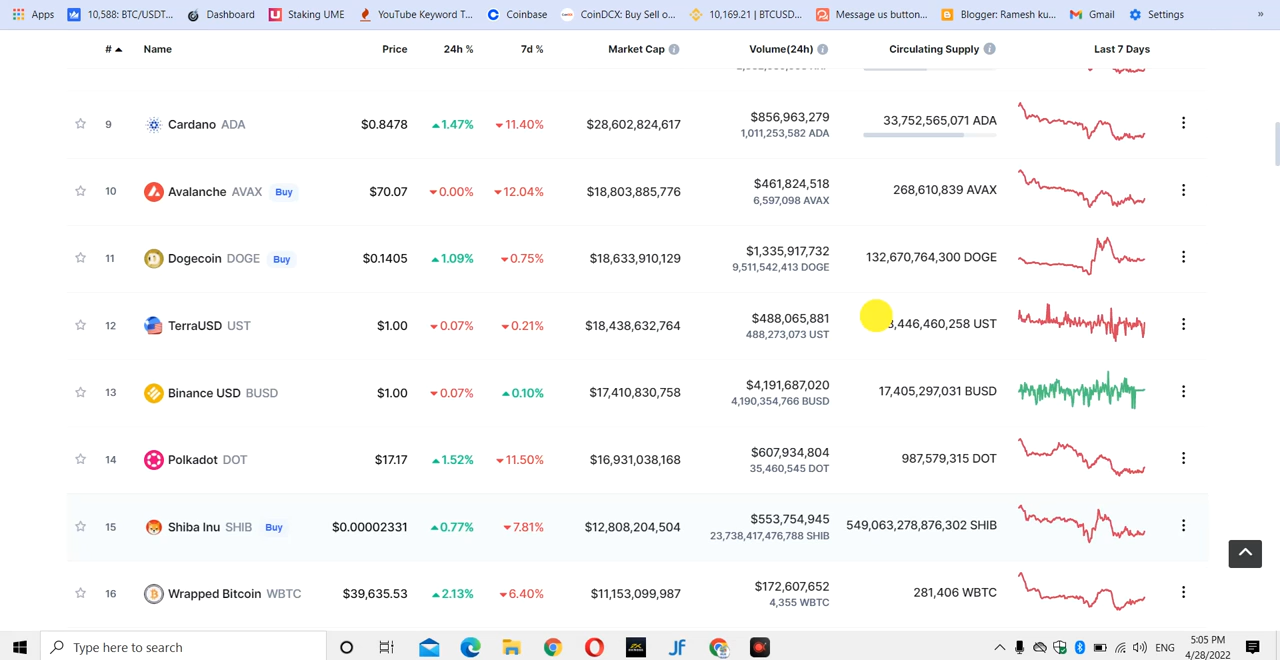 Apps 10,588: BTC/USDT... Dashboard Staking UME YouTube Keyword T... Coinbase CoinDCX: Buy Sell o... 10,169.21 | BTCUSD... Message us button... Blogger: Ramesh ku... Gmail Settings »
# Name Price 24h % 7d % Market Cap Volume(24h) Circulating Supply Last 7 Days
9 Cardano ADA $0.8478 1.47% 11.40% $28,602,824,617 $856,963,279 33,752,565,071 ADA
1,011,253,582 ADA
10 Avalanche AVAX Buy $70.07 0.00% 12.04% $18,803,885,776 $461,824,518 268,610,839 AVAX
6,597,098 AVAX
11 Dogecoin DOGE Buy $0.1405 1.09% 0.75% $18,633,910,129 $1,335,917,732 132,670,764,300 DOGE
9,511,542,413 DOGE
12 TerraUSD UST $1.00 0.07% 0.21% $18,438,632,764 $488,065,881 ,446,460,258 UST
488,273,073 UST
13 Binance USD BUSD $1.00 0.07% 0.10% $17,410,830,758 $4,191,687,020 17,405,297,031 BUSD
4,190,354,766 BUSD
14 Polkadot DOT $17.17 1.52% 11.50% $16,931,038,168 $607,934,804 987,579,315 DOT
35,460,545 DOT
15 Shiba Inu SHIB Buy $0.00002331 0.77% 7.81% $12,808,204,504 $553,754,945 549,063,278,876,302 SHIB
23,738,417,476,788 SHIB
16 Wrapped Bitcoin WBTC $39,635.53 2.13% 6.40% $11,153,099,987 $172,607,652 281,406 WBTC
4,355 WBTC
Type here to search ENG 5:05 PM
4/28/2022